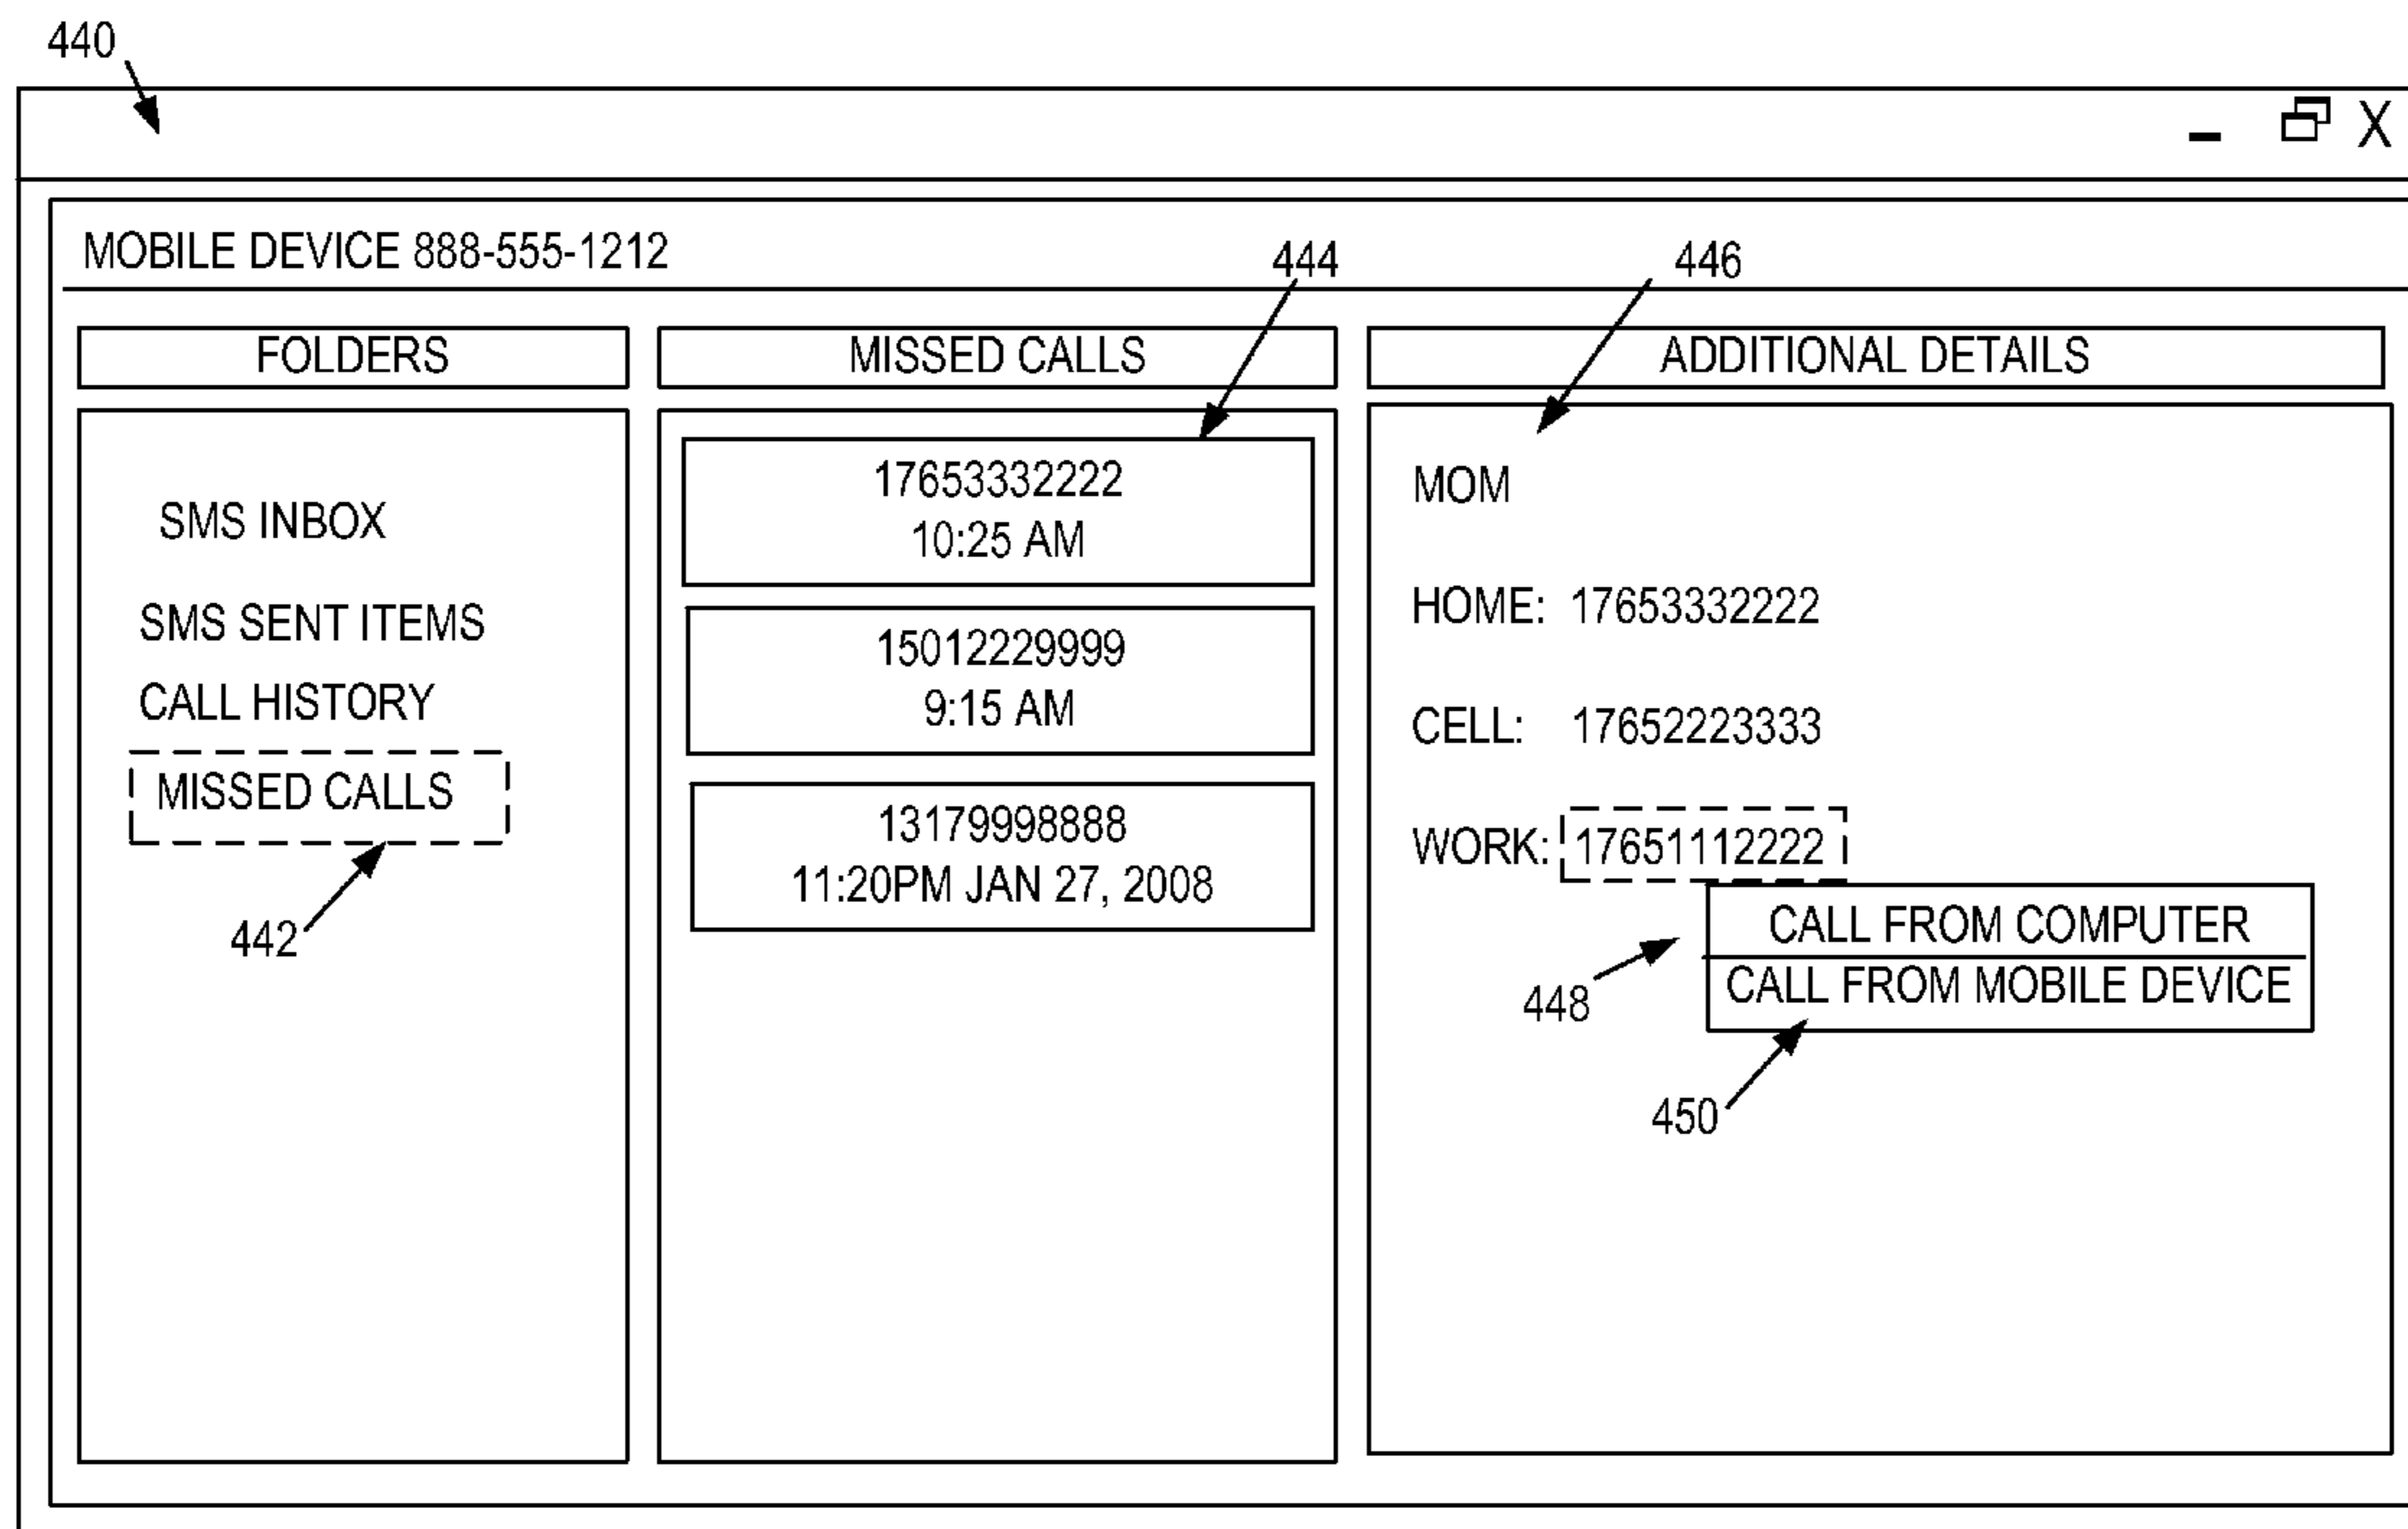 440
X
MOBILE DEVICE 888-555-1212
444
446
FOLDERS
MISSED CALLS
ADDITIONAL DETAILS
SMS INBOX
SMS SENT ITEMS
CALL HISTORY
MISSED CALLS
442
17653332222
10:25 AM
15012229999
9:15 AM
13179998888
11:20PM JAN 27, 2008
MOM
HOME: 17653332222
CELL: 17652223333
WORK: 17651112222
CALL FROM COMPUTER
CALL FROM MOBILE DEVICE
448
450